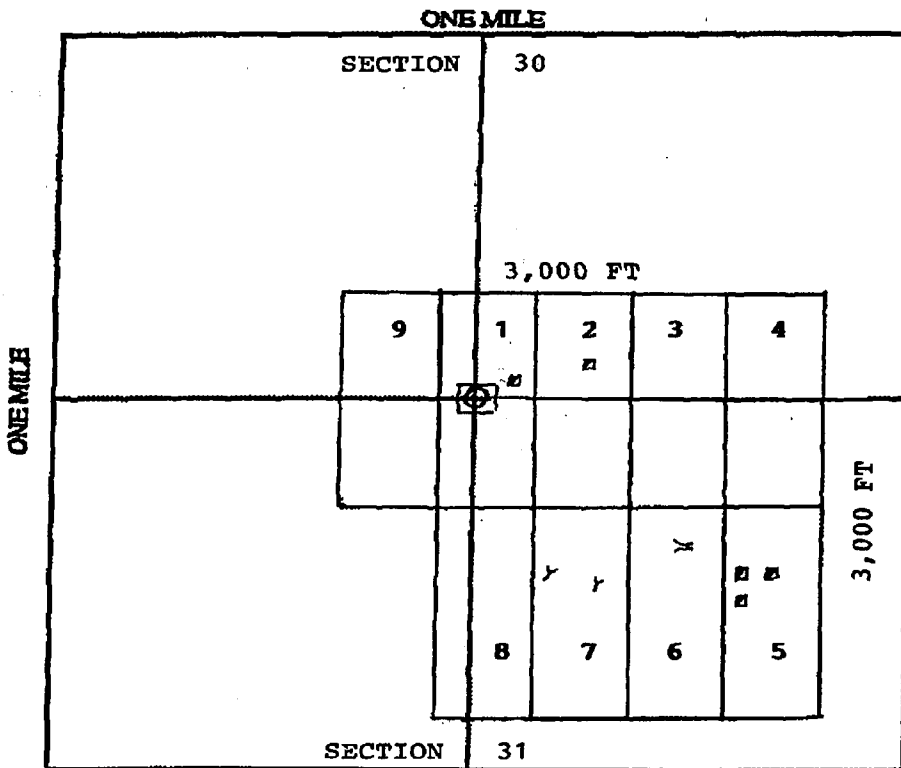 ONE MILE
SECTION 30
3,000 FT
9 1 2 3 4
ONE MILE
3,000 FT
8 7 6 5
SECTION 31